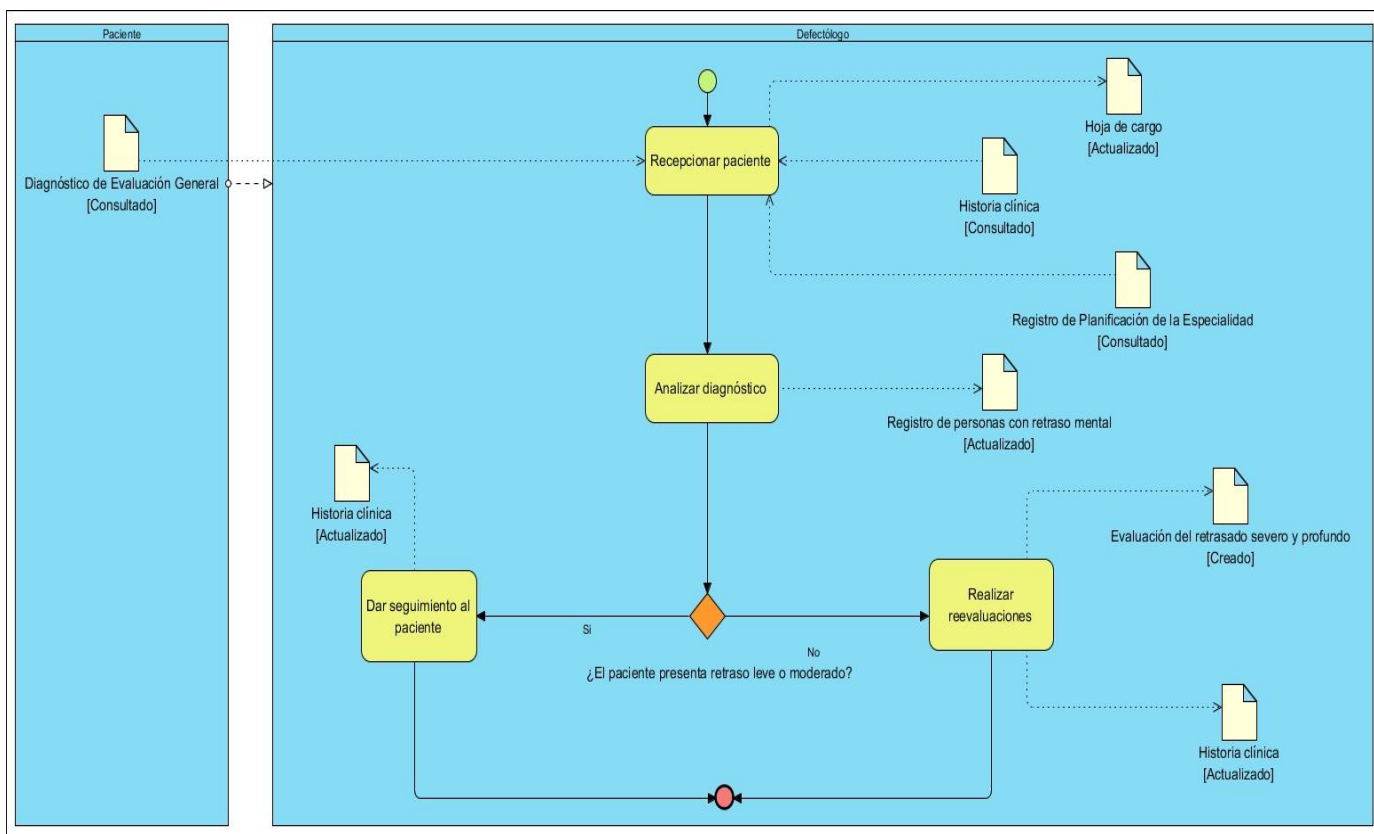 Paciente
Defectólogo
Hoja de cargo
[Actualizado]
Recepcionar paciente
Diagnóstico de Evaluación General
[Consultado]
Historia clínica
[Consultado]
Registro de Planificación de la Especialidad
[Consultado]
Analizar diagnóstico
Registro de personas con retraso mental
[Actualizado]
Historia clínica
[Actualizado]
Evaluación del retrasado severo y profundo
[Creado]
Dar seguimiento al
paciente
Realizar
reevaluaciones
Si
No
¿El paciente presenta retraso leve o moderado?
Historia clínica
[Actualizado]